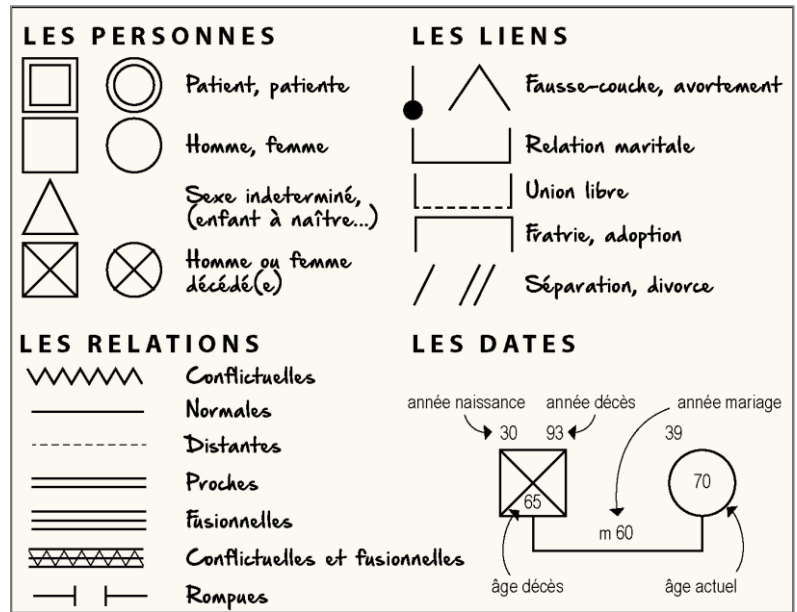 LES PERSONNES
Patient, patiente
Homme, femme
Sexe indeterminé,
(enfant à naître...)
Homme ou femme
décédé(e)
LES LIENS
Fausse-couche, avortement
Relation maritale
Union libre
Fratrie, adoption
Séparation, divorce
LES RELATIONS
Conflictuelles
Normales
Distantes
Proches
Fusionnelles
Conflictuelles et fusionnelles
Rompues
LES DATES
année naissance année décès année mariage
30 93 39
65 70
m 60
âge décès âge actuel